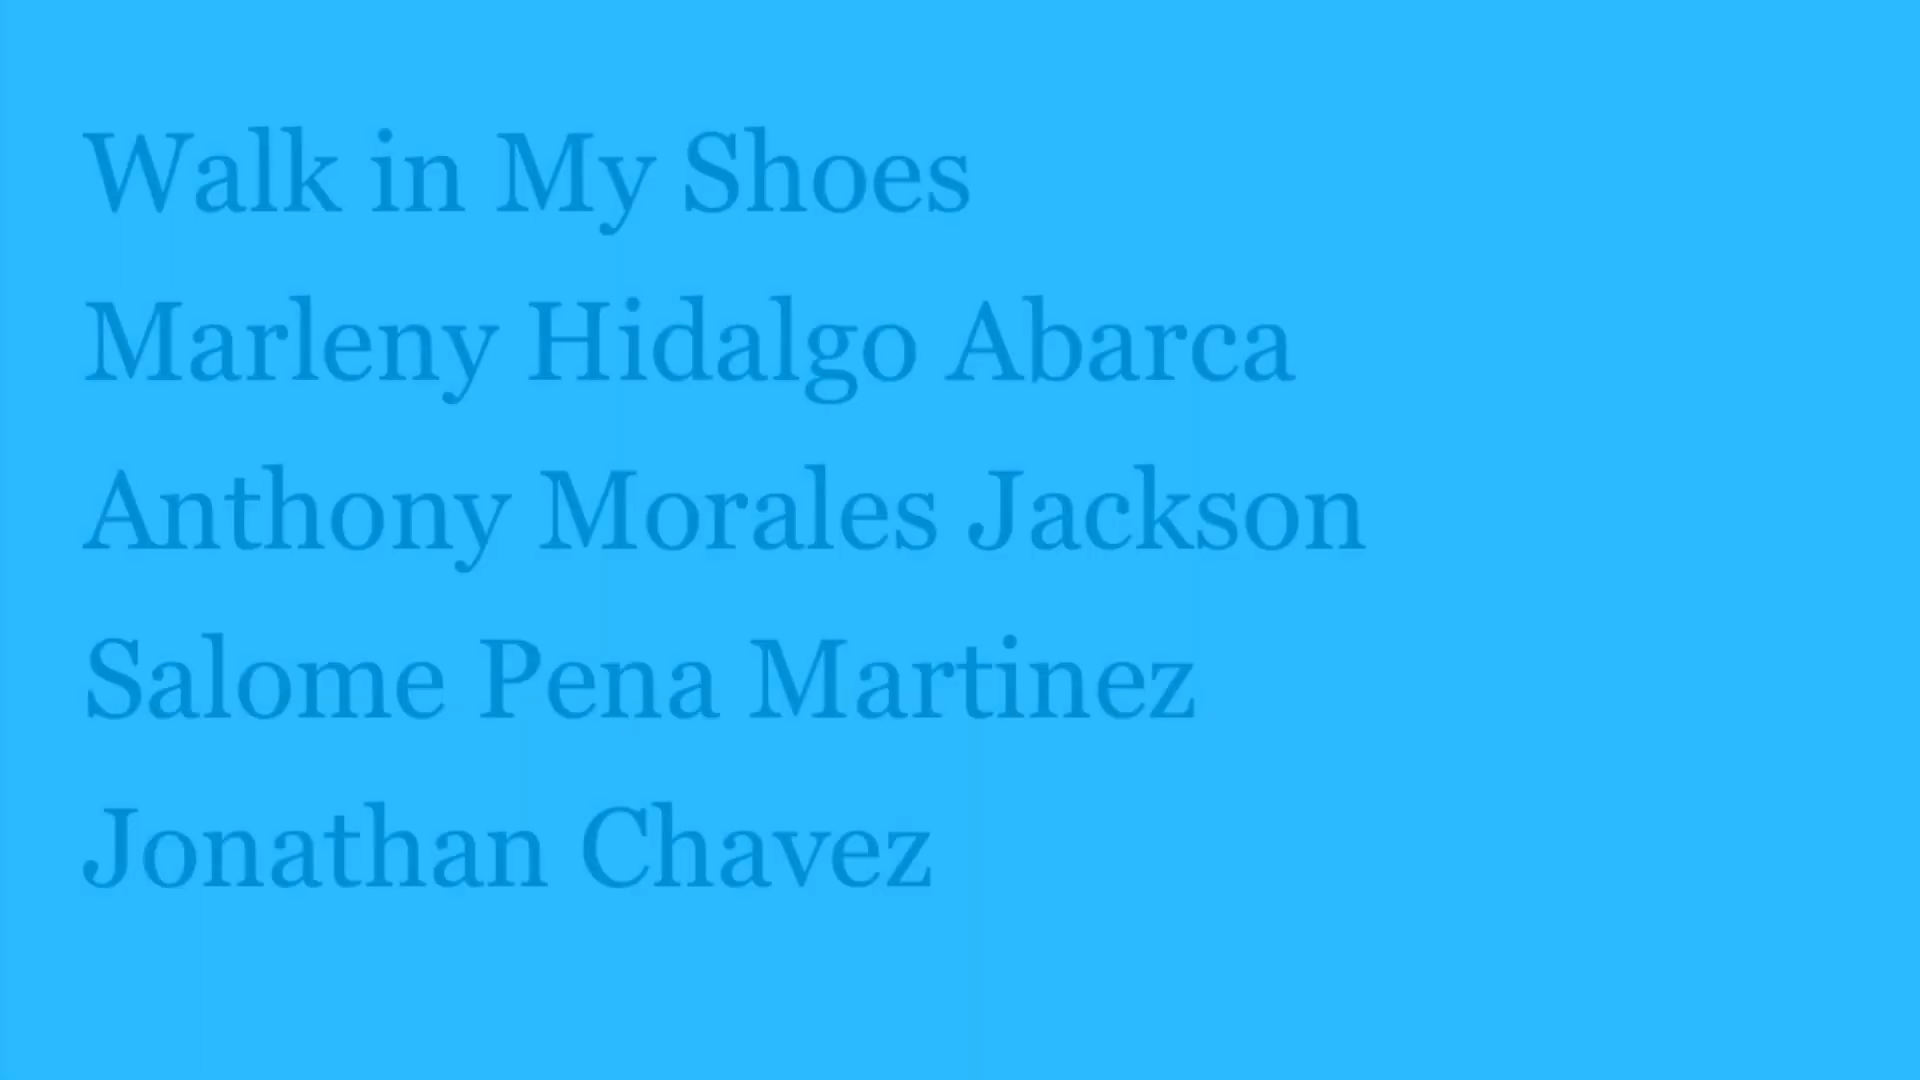 Walk in My Shoes
Marleny Hidalgo Abarca
Anthony Morales Jackson
Salome Pena Martinez
Jonathan Chavez